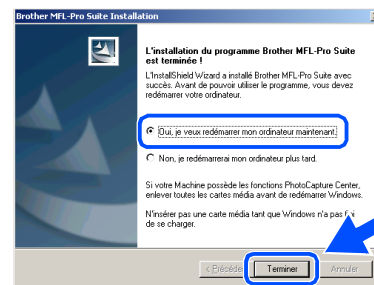 Brother MFL-Pro Suite Installation
L'installation du programme Brother MFL-Pro Suite
est terminée !
L'InstallShield Wizard a installé Brother MFL-Pro Suite avec
succès. Avant de pouvoir utiliser le programme, vous devez
redémarrer votre ordinateur.
Oui, je veux redémarrer mon ordinateur maintenant.
Non, je redémarrerai mon ordinateur plus tard.
Si votre Machine possède les fonctions PhotoCapture Center,
enlever toutes les cartes média avant de redémarrer Windows.
N'insérer pas une carte média tant que Windows n'a pas fini
de se charger.
< Précéden Terminer Annuler